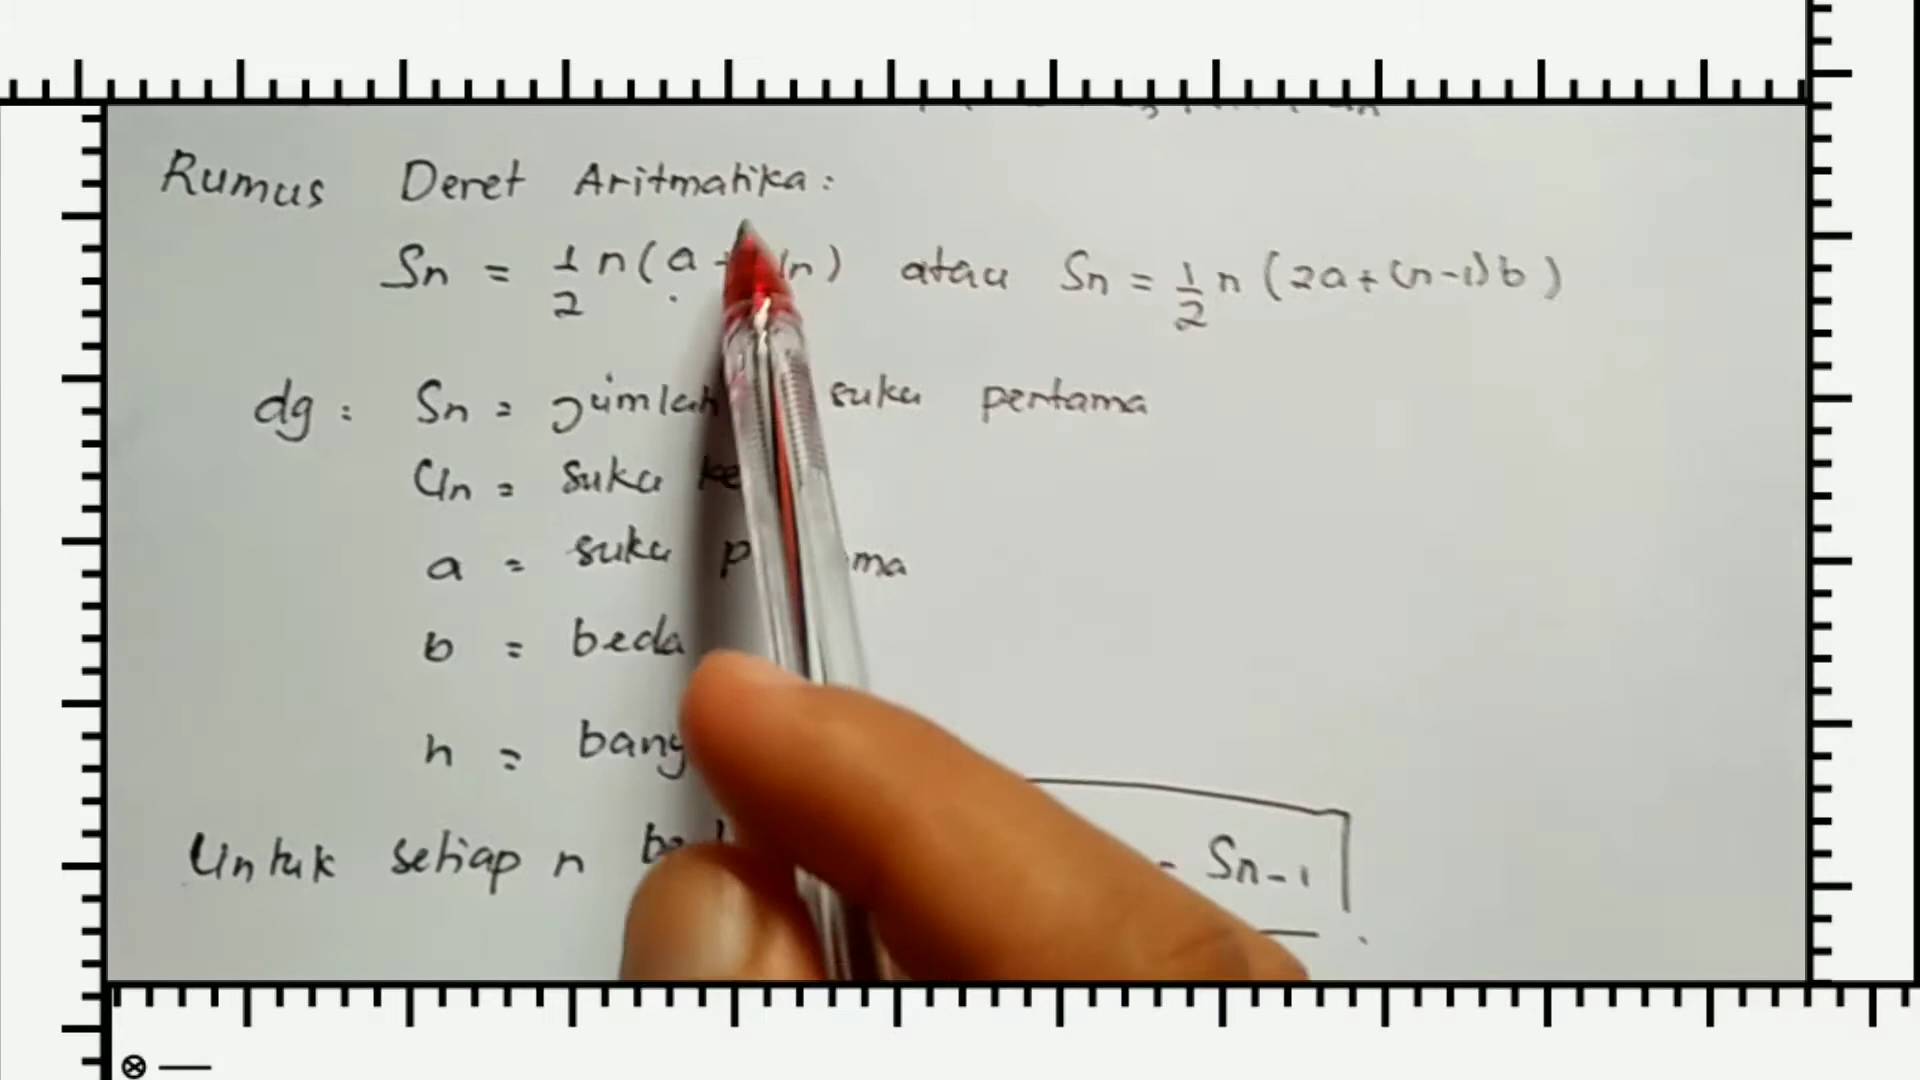 Rumus Deret Aritmatika:
Sn = 1/2 n(a + Un) atau Sn = 1/2 n (2a + (n-1)b)
dg: Sn = Jumlah suku pertama
Un = suku ke
a = suku
b = beda
n =
Untuk setiap n - Sn-1